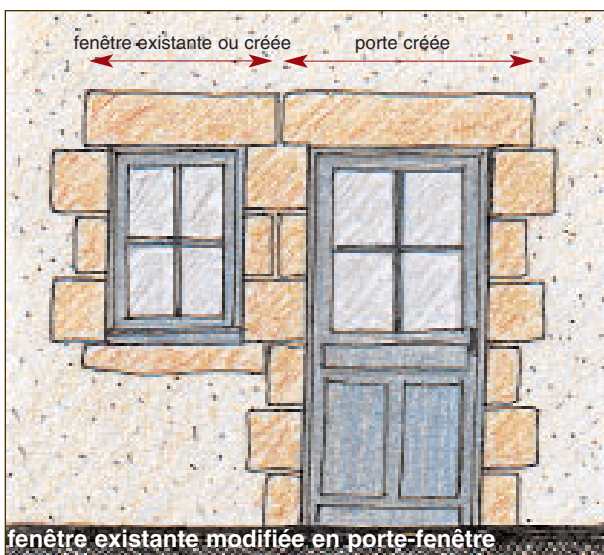 fenêtre existante ou créée
porte créée
fenêtre existante modifiée en porte-fenêtre